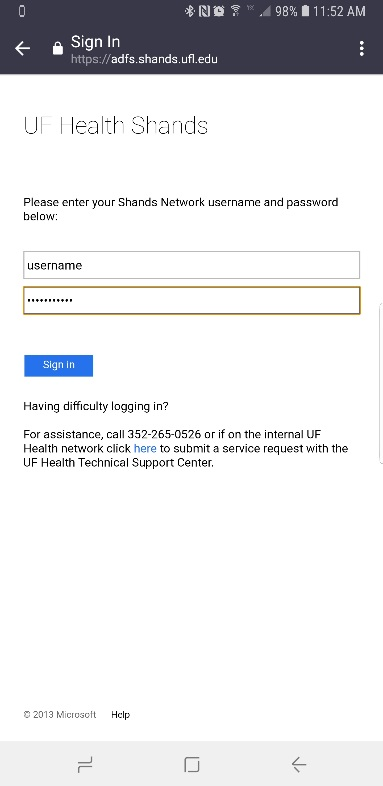 98% 11:52 AM
Sign In
https://adfs.shands.ufl.edu
UF Health Shands
Please enter your Shands Network username and password
below:
username
•••••••••••
Sign in
Having difficulty logging in?
For assistance, call 352-265-0526 or if on the internal UF
Health network click here to submit a service request with the
UF Health Technical Support Center.
© 2013 Microsoft Help